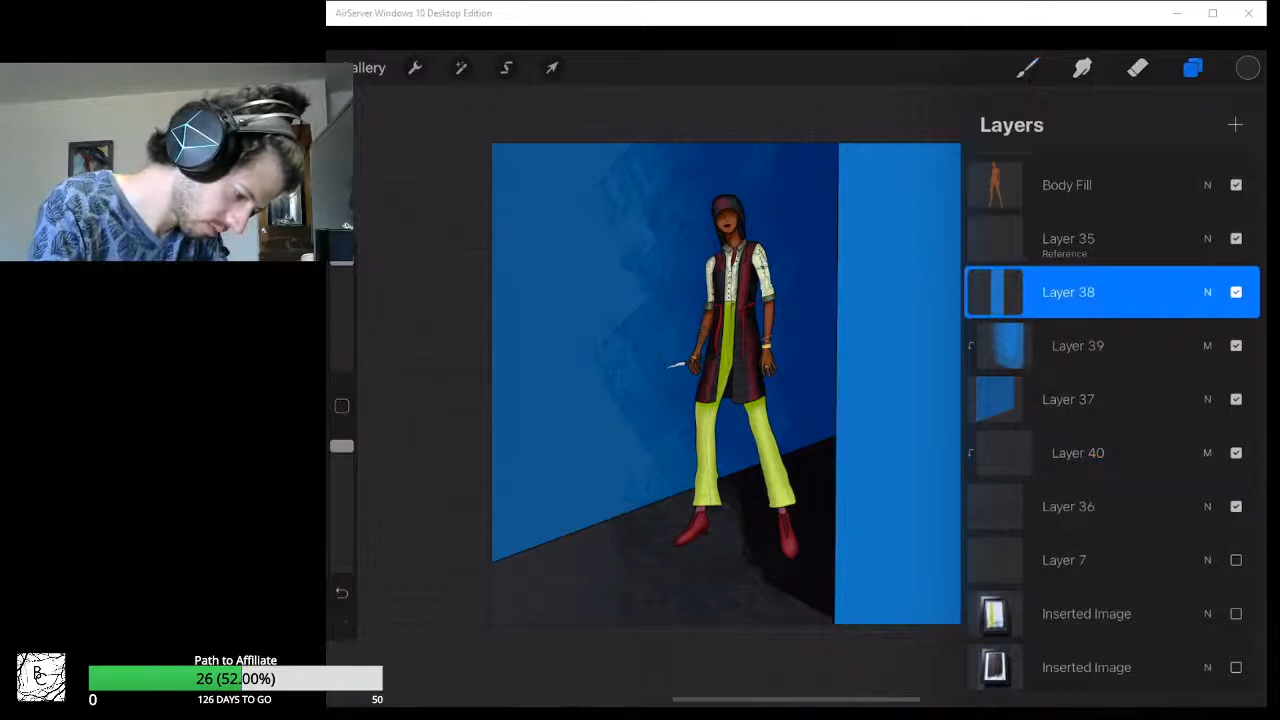 AirServer Windows 10 Desktop Edition
allery
Layers
Body Fill N
Layer 35 N
Reference
Layer 38 N
Layer 39 M
Layer 37 N
Layer 40 M
Layer 36 N
Layer 7 N
Inserted Image N
Inserted Image N
Path to Affiliate
26 (52.00%)
0 126 DAYS TO GO 50